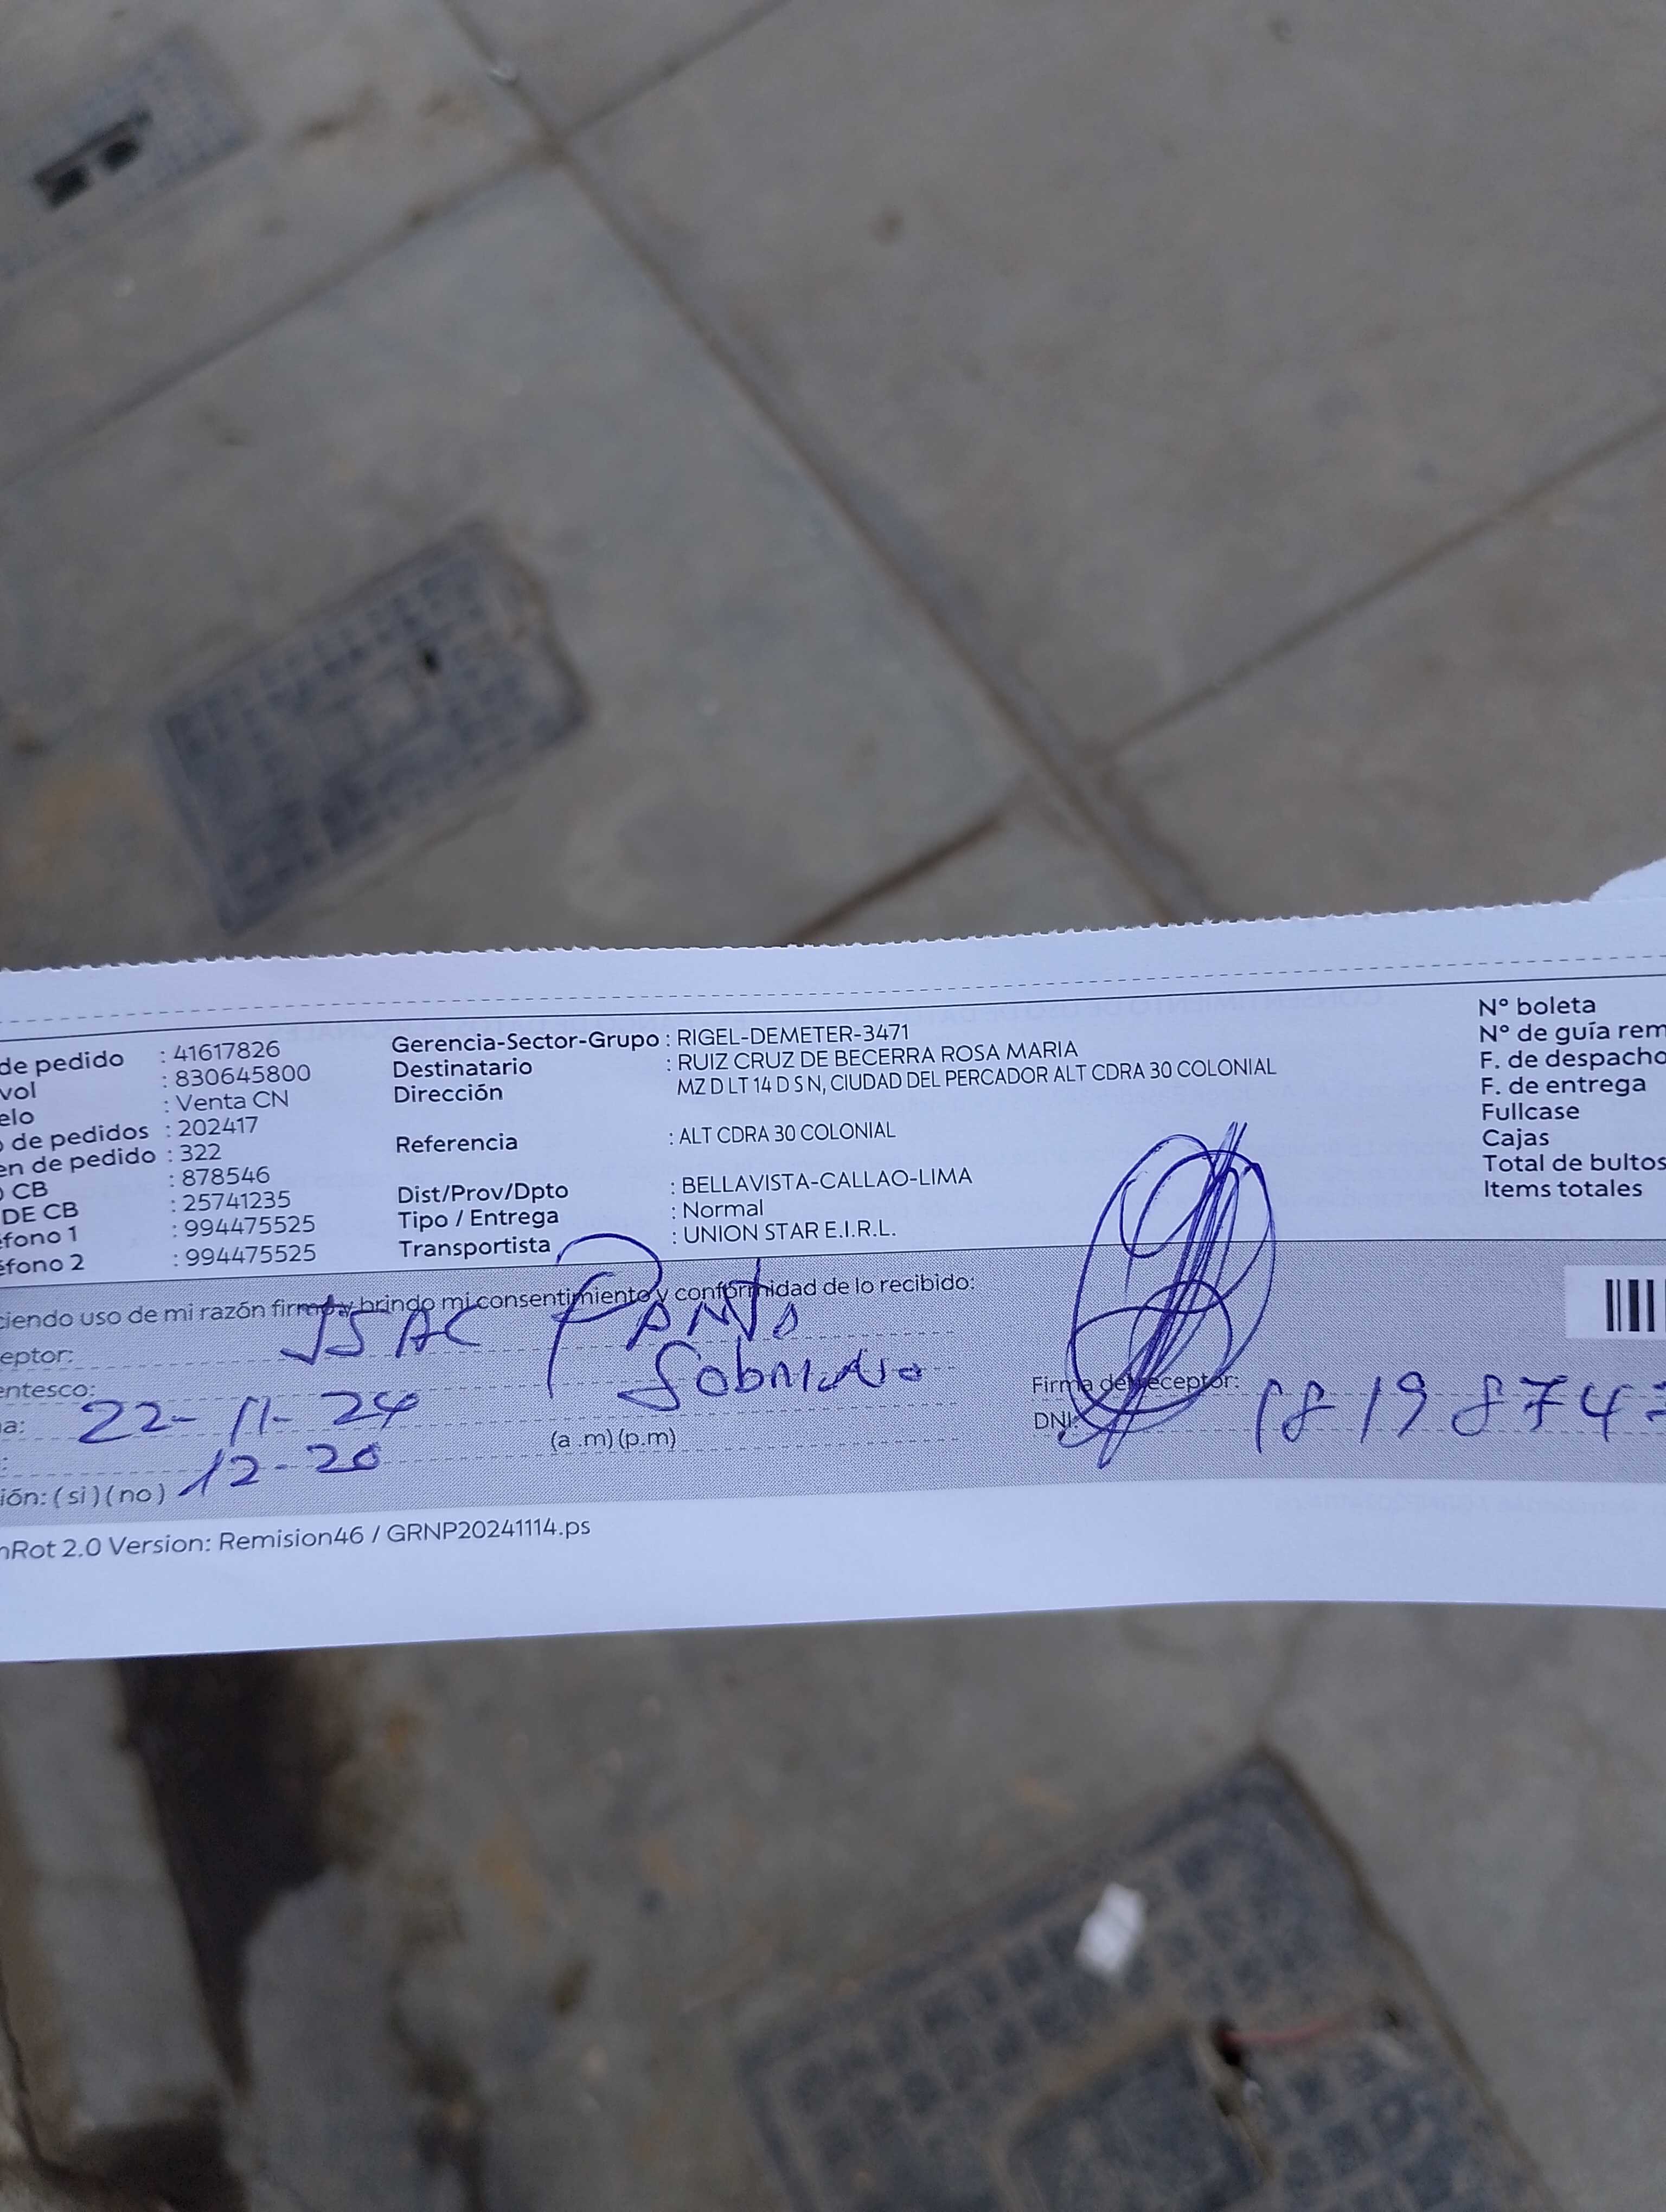 de pedido : 41617826
vol : 830645800
elo : Venta CN
de pedidos : 202417
en de pedido : 322
CB : 878546
DE CB : 25741235
fono 1 : 994475525
éfono 2 : 994475525
Gerencia-Sector-Grupo : RIGEL-DEMETER-3471
Destinatario : RUIZ CRUZ DE BECERRA ROSA MARIA
Dirección MZ D LT 14 D S N, CIUDAD DEL PERCADOR ALT CDRA 30 COLONIAL
Referencia : ALT CDRA 30 COLONIAL
Dist/Prov/Dpto : BELLAVISTA-CALLAO-LIMA
Tipo / Entrega : Normal
Transportista : UNION STAR E.I.R.L.
N° boleta
N° de guía rem
F. de despacho
F. de entrega
Fullcase
Cajas
Total de bultos
Items totales
ciendo uso de mi razón firmo y brindo mi consentimiento y conformidad de lo recibido:
eptor: ISAC
entesco:
a: 22-11-24
: 12-20 (a .m) (p.m)
Firma del receptor:
DNI: 1819874
ión: ( si ) ( no )
nRot 2.0 Version: Remision46 / GRNP20241114.ps